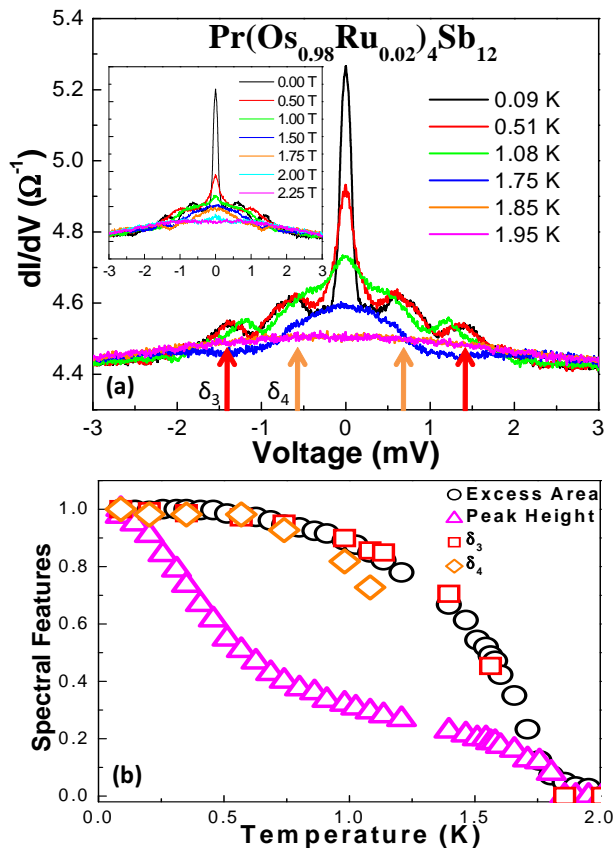 Pr(Os0.98Ru0.02)4Sb12
5.4
5.2
5.0
4.8
4.6
4.4
dI/dV (Ω-1)
0.00 T
0.50 T
1.00 T
1.50 T
1.75 T
2.00 T
2.25 T
-3 -2 -1 0 1 2 3
0.09 K
0.51 K
1.08 K
1.75 K
1.85 K
1.95 K
(a)
δ3
δ4
-3 -2 -1 0 1 2 3
Voltage (mV)
1.0
0.8
0.6
0.4
0.2
0.0
Spectral Features
Excess Area
Peak Height
δ3
δ4
(b)
0.0 0.5 1.0 1.5 2.0
Temperature (K)